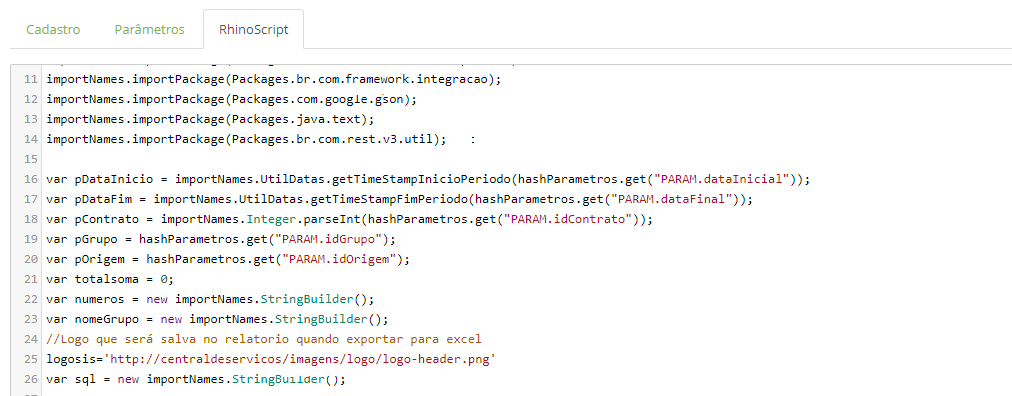 Cadastro
Parâmetros
RhinoScript
11 importNames.importPackage(Packages.br.com.framework.integracao);
12 importNames.importPackage(Packages.com.google.gson);
13 importNames.importPackage(Packages.java.text);
14 importNames.importPackage(Packages.br.com.rest.v3.util); :
15
16 var pDataInicio = importNames.UtilDatas.getTimeStampInicioPeriodo(hashParametros.get("PARAM.dataInicial"));
17 var pDataFim = importNames.UtilDatas.getTimeStampFimPeriodo(hashParametros.get("PARAM.dataFinal"));
18 var pContrato = importNames.Integer.parseInt(hashParametros.get("PARAM.idContrato"));
19 var pGrupo = hashParametros.get("PARAM.idGrupo");
20 var pOrigem = hashParametros.get("PARAM.idOrigem");
21 var totalsoma = 0;
22 var numeros = new importNames.StringBuilder();
23 var nomeGrupo = new importNames.StringBuilder();
24 //Logo que será salva no relatorio quando exportar para excel
25 logosis='http://centraldeservicos/imagens/logo/logo-header.png'
26 var sql = new importNames.StringBuilder();